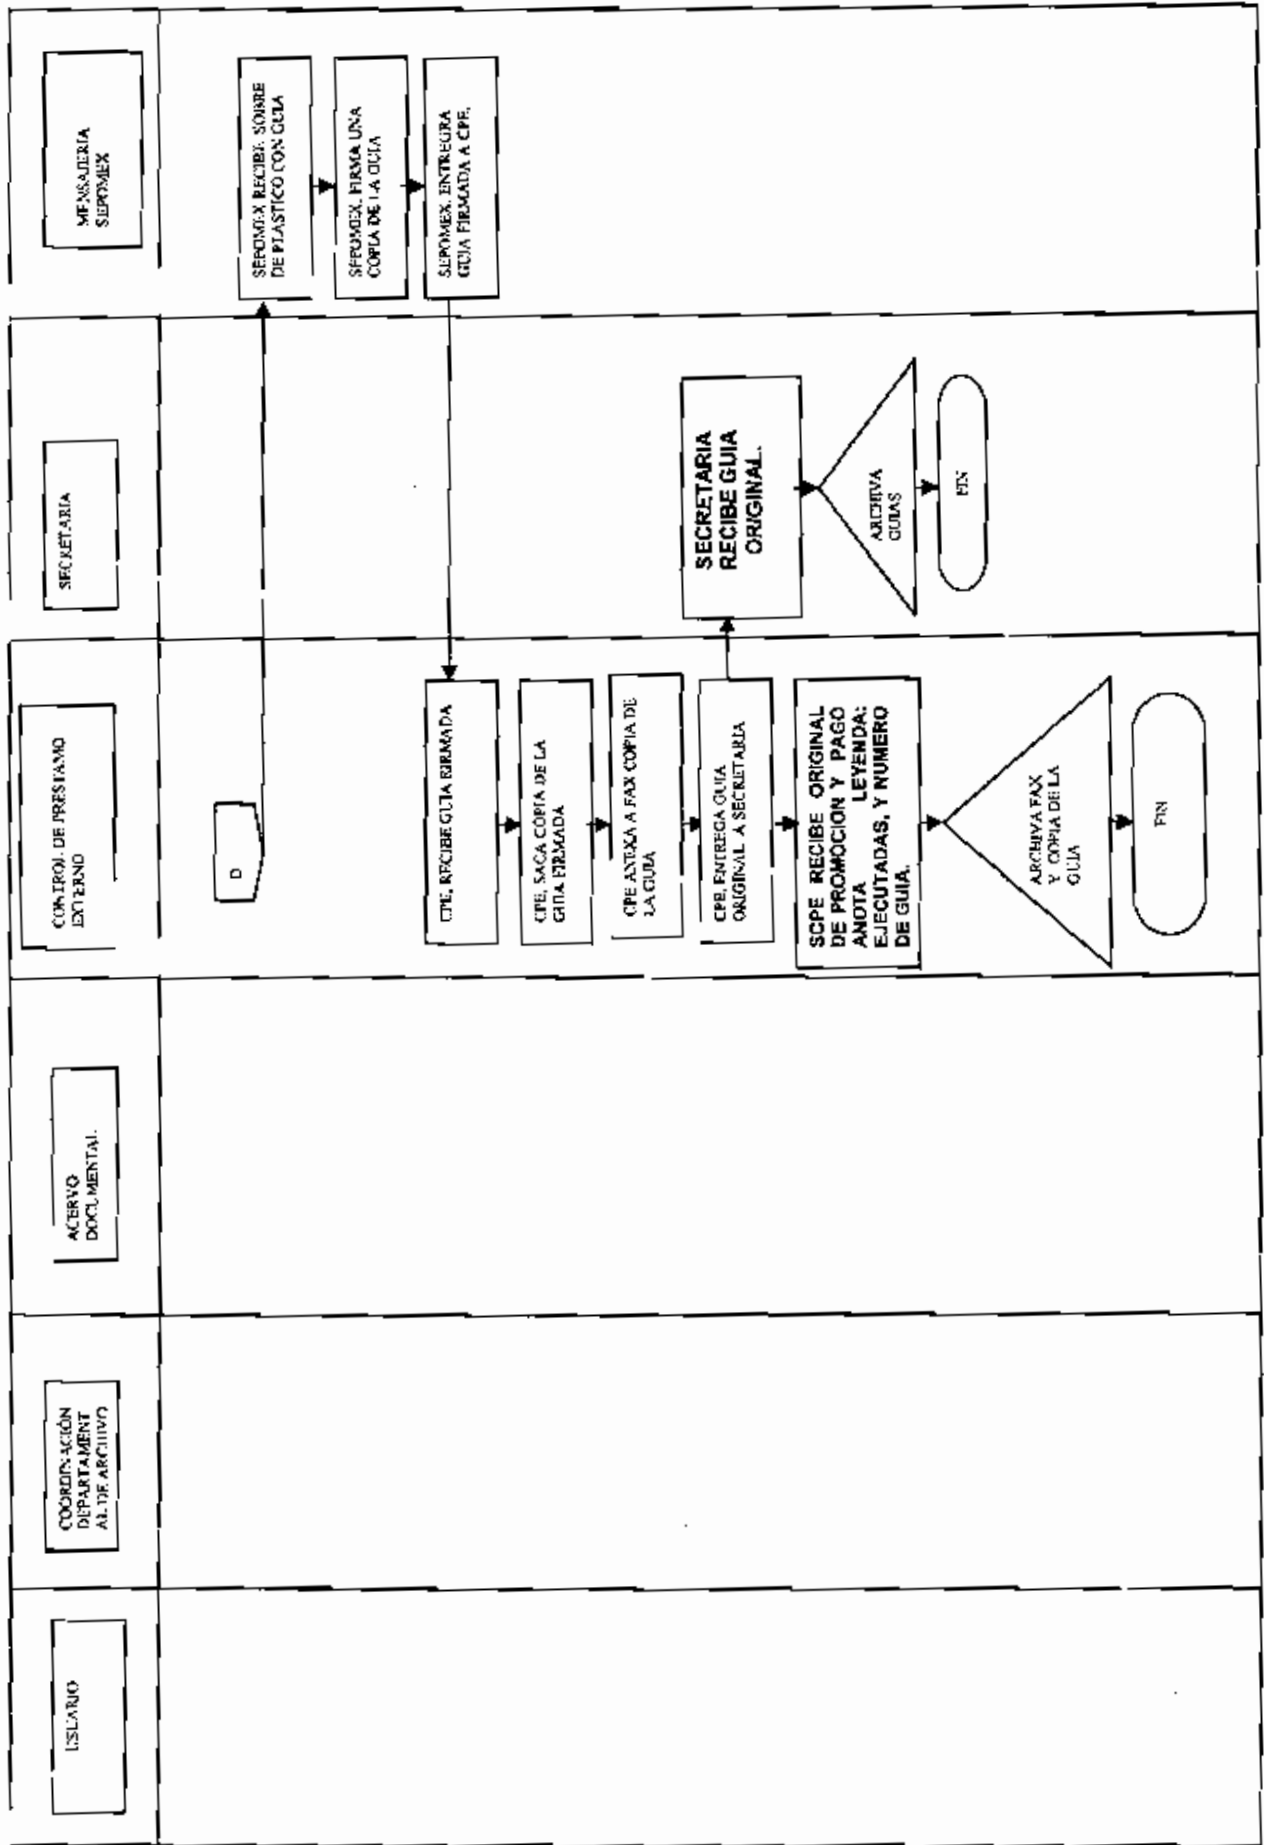 USUARIO
COORDINACIÓN
DEPARTAMENT
AL DE ARCHIVO
ACERVO
DOCUMENTAL
CONTROL DE PRESTAMO
EXTERNO
SECRETARIA
MENSAJERIA
SEPOMEX
D
SEPOMEX RECIBE SOBRE
DE PLASTICO CON GUIA
SEPOMEX, FIRMA UNA
COPIA DE LA GUIA
SEPOMEX, ENTREGRA
GUIA FIRMADA A CPE,
CPE, RECIBE GUIA FIRMADA
CPE, SACA COPIA DE LA
GUIA FIRMADA
CPE ANEXA A FAX COPIA DE
LA GUIA
CPE, ENTREGA GUIA
ORIGINAL A SECRETARIA
SECRETARIA
RECIBE GUIA
ORIGINAL.
ARCHIVA
GUIAS
FIN
SCPE RECIBE ORIGINAL
DE PROMOCION Y PAGO
ANOTA LEYENDA:
EJECUTADAS, Y NUMERO
DE GUIA.
ARCHIVA FAX
Y COPIA DE LA
GUIA
FIN